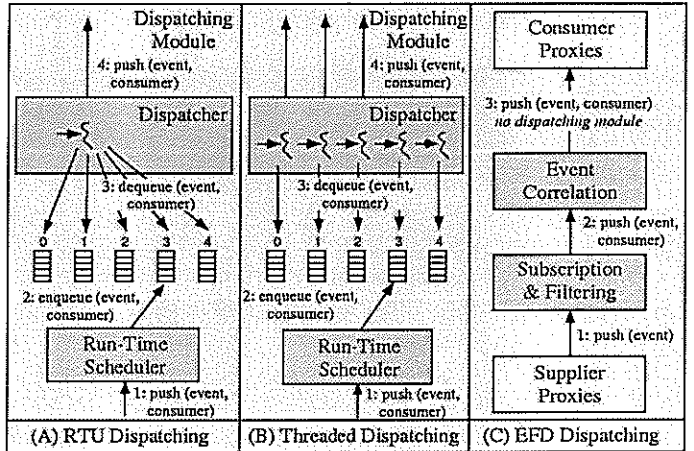 Dispatching
Module
4: push (event,
consumer)
Dispatcher
3: dequeue (event,
consumer)
0 1 2 3 4
2: enqueue (event,
consumer)
Run-Time
Scheduler
1: push (event,
consumer)
(A) RTU Dispatching
Dispatching
Module
4: push (event,
consumer)
Dispatcher
3: dequeue (event,
consumer)
0 1 2 3 4
2: enqueue (event,
consumer)
Run-Time
Scheduler
1: push (event,
consumer)
(B) Threaded Dispatching
Consumer
Proxies
3: push (event, consumer)
no dispatching module
Event
Correlation
2: push (event,
consumer)
Subscription
& Filtering
1: push (event)
Supplier
Proxies
(C) EFD Dispatching